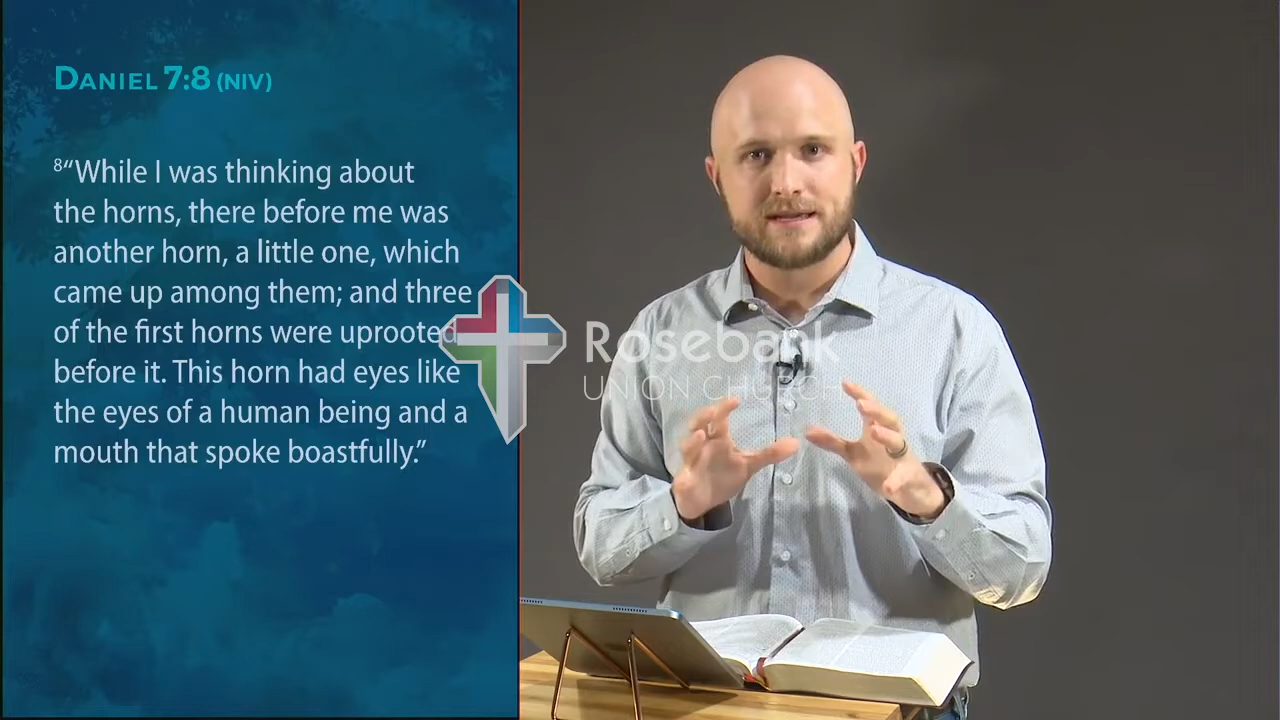 DANIEL 7:8 (NIV)
8“While I was thinking about
the horns, there before me was
another horn, a little one, which
came up among them; and three
of the first horns were uprooted
before it. This horn had eyes like
the eyes of a human being and a
mouth that spoke boastfully.”
Rosebank
UNION CHURCH